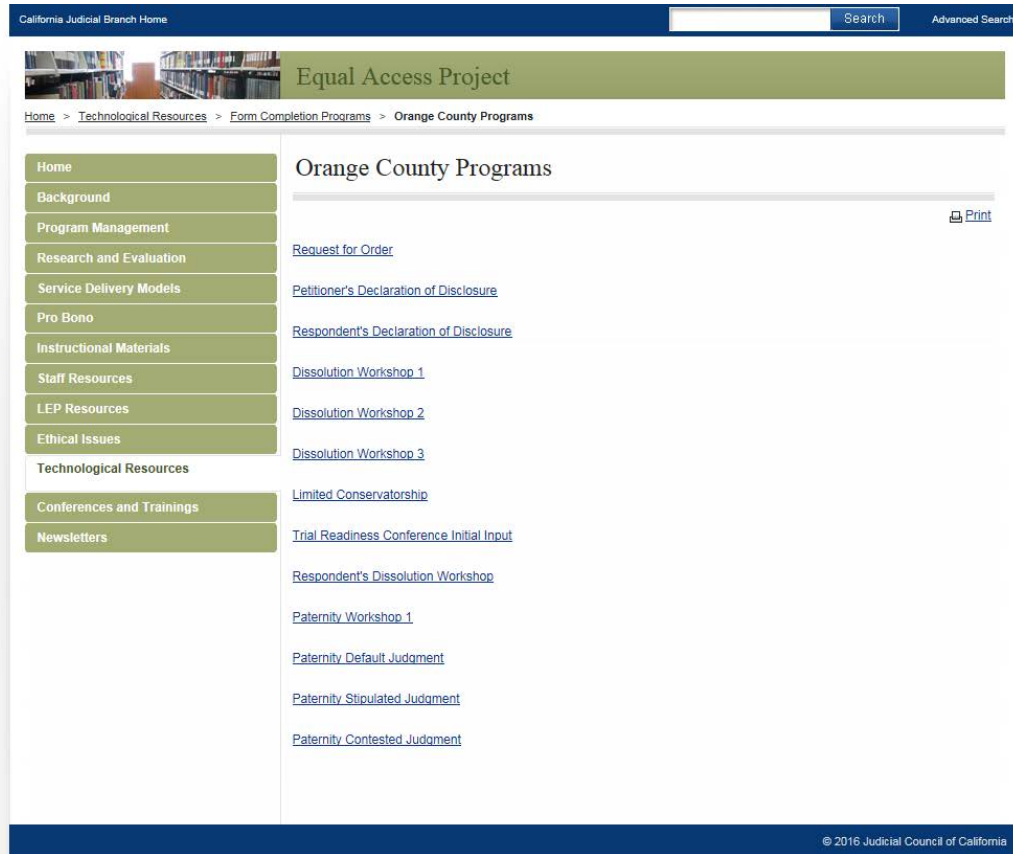 California Judicial Branch Home
Search
Advanced Search
Equal Access Project
Home > Technological Resources > Form Completion Programs > Orange County Programs
Home
Background
Program Management
Research and Evaluation
Service Delivery Models
Pro Bono
Instructional Materials
Staff Resources
LEP Resources
Ethical Issues
Technological Resources
Conferences and Trainings
Newsletters
Orange County Programs
Print
Request for Order
Petitioner's Declaration of Disclosure
Respondent's Declaration of Disclosure
Dissolution Workshop 1
Dissolution Workshop 2
Dissolution Workshop 3
Limited Conservatorship
Trial Readiness Conference Initial Input
Respondent's Dissolution Workshop
Paternity Workshop 1
Paternity Default Judgment
Paternity Stipulated Judgment
Paternity Contested Judgment
© 2016 Judicial Council of California